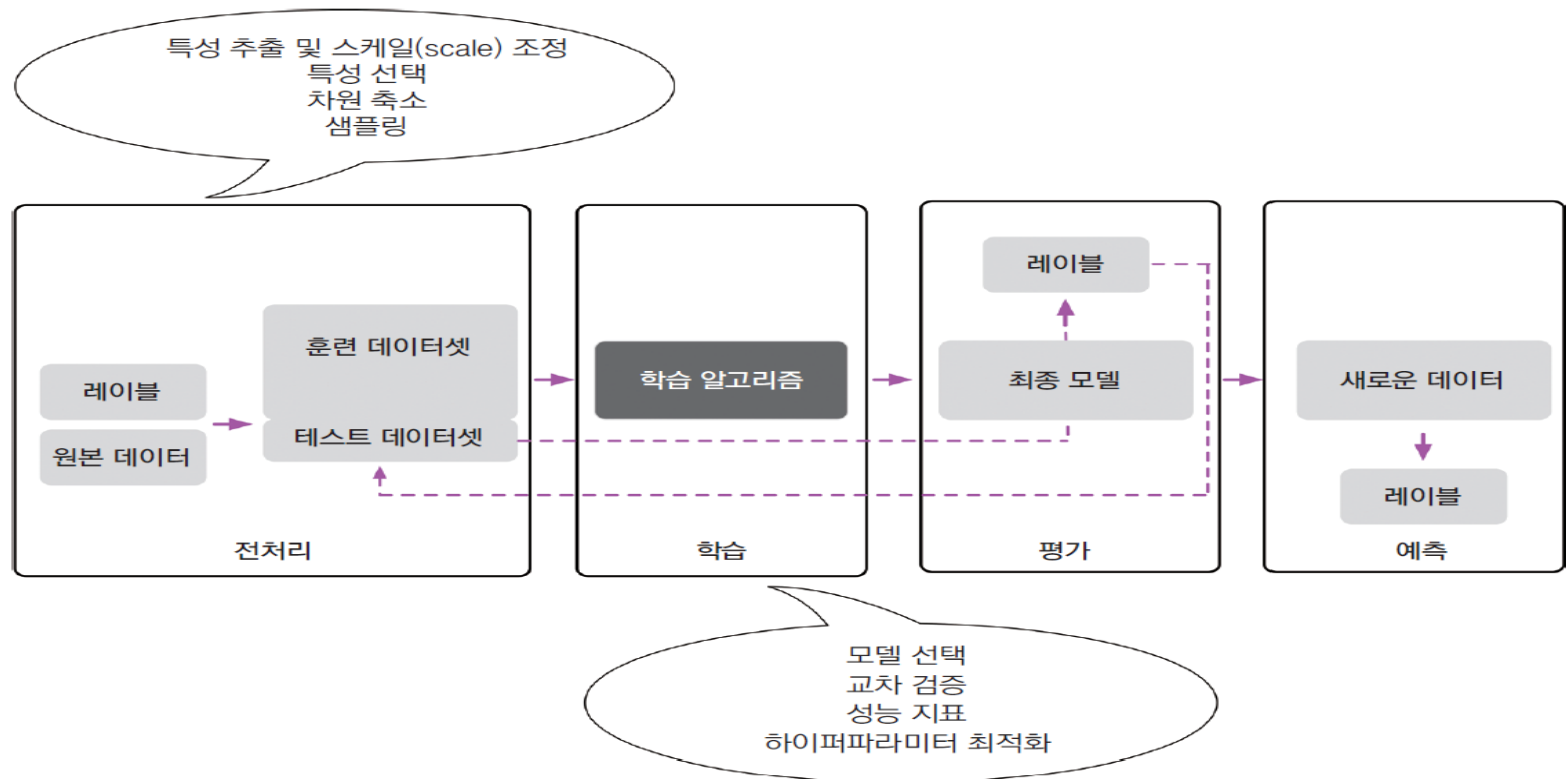 특성 추출 및 스케일(scale) 조정
특성 선택
차원 축소
샘플링
레이블
원본 데이터
훈련 데이터셋
테스트 데이터셋
전처리
학습 알고리즘
학습
레이블
최종 모델
평가
새로운 데이터
레이블
예측
모델 선택
교차 검증
성능 지표
하이퍼파라미터 최적화